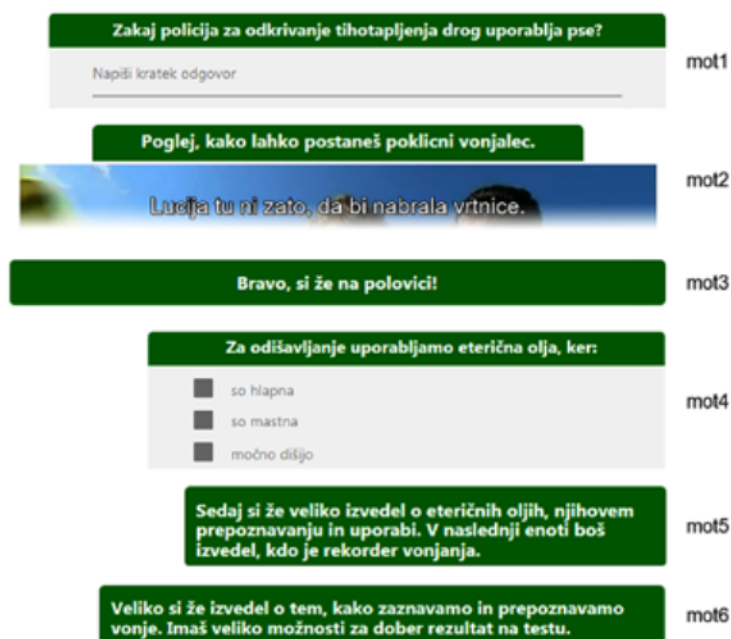 Zakaj policija za odkrivanje tihotapljenja drog uporablja pse?
Napiši kratek odgovor
mot1
Poglej, kako lahko postaneš poklicni vonjalec.
Lucija tu ni zato, da bi nabrala vrtnice.
mot2
Bravo, si že na polovici!
mot3
Za odišavljanje uporabljamo eterična olja, ker:
so hlapna
so mastna
močno dišijo
mot4
Sedaj si že veliko izvedel o eteričnih oljih, njihovem
prepoznavanju in uporabi. V naslednji enoti boš
izvedel, kdo je rekorder vonjanja.
mot5
Veliko si že izvedel o tem, kako zaznavamo in prepoznavamo
vonje. Imaš veliko možnosti za dober rezultat na testu.
mot6